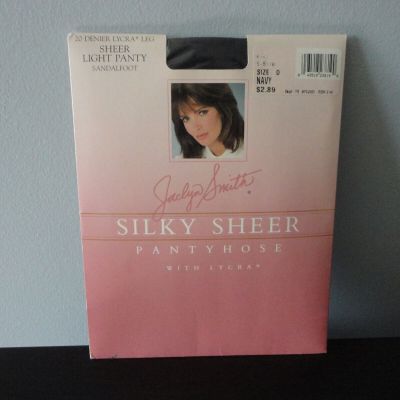 20 DENIER LYCRA® LEG
SHEER
LIGHT PANTY
SANDALFOOT
SIZE D
NAVY
$2.89
Jaclyn Smith®
SILKY SHEER
PANTYHOSE
WITH LYCRA®